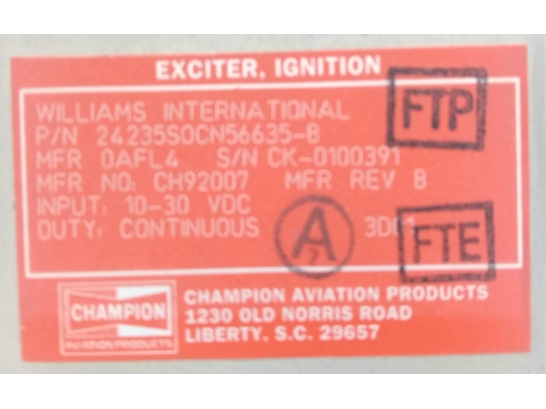 EXCITER, IGNITION
WILLIAMS INTERNATIONAL
P/N 24235SOCN56635-B
MFR 0AFL4 S/N CK-0100391
MFR NO: CH92007 MFR REV B
INPUT: 10-30 VDC
DUTY: CONTINUOUS
FTP
A
FTE
CHAMPION
AVIATION PRODUCTS
CHAMPION AVIATION PRODUCTS
1230 OLD NORRIS ROAD
LIBERTY, S.C. 29657